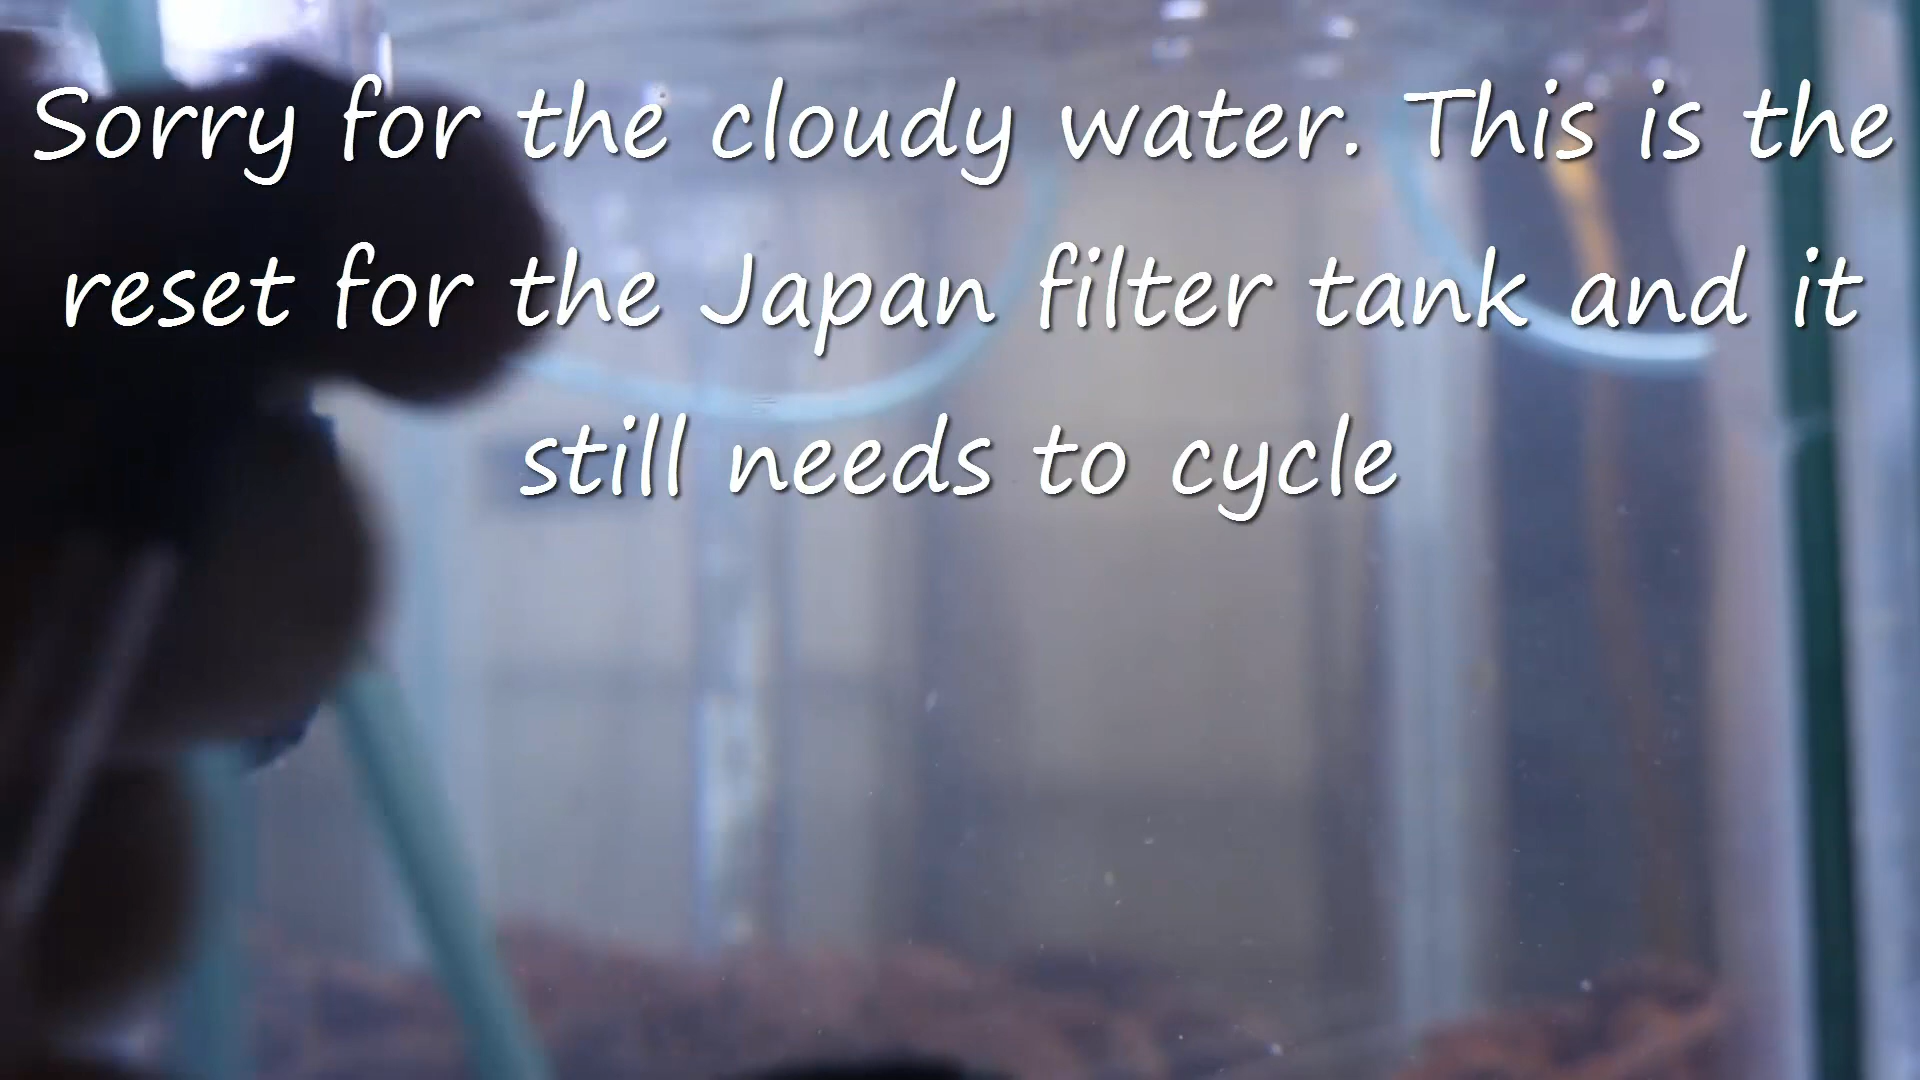 Sorry for the cloudy water. This is the
reset for the Japan filter tank and it
still needs to cycle